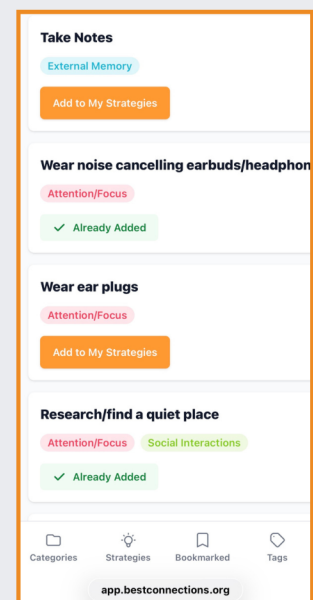 Take Notes
External Memory
Add to My Strategies
Wear noise cancelling earbuds/headphon
Attention/Focus
Already Added
Wear ear plugs
Attention/Focus
Add to My Strategies
Research/find a quiet place
Attention/Focus Social Interactions
Already Added
Categories Strategies Bookmarked Tags
app.bestconnections.org